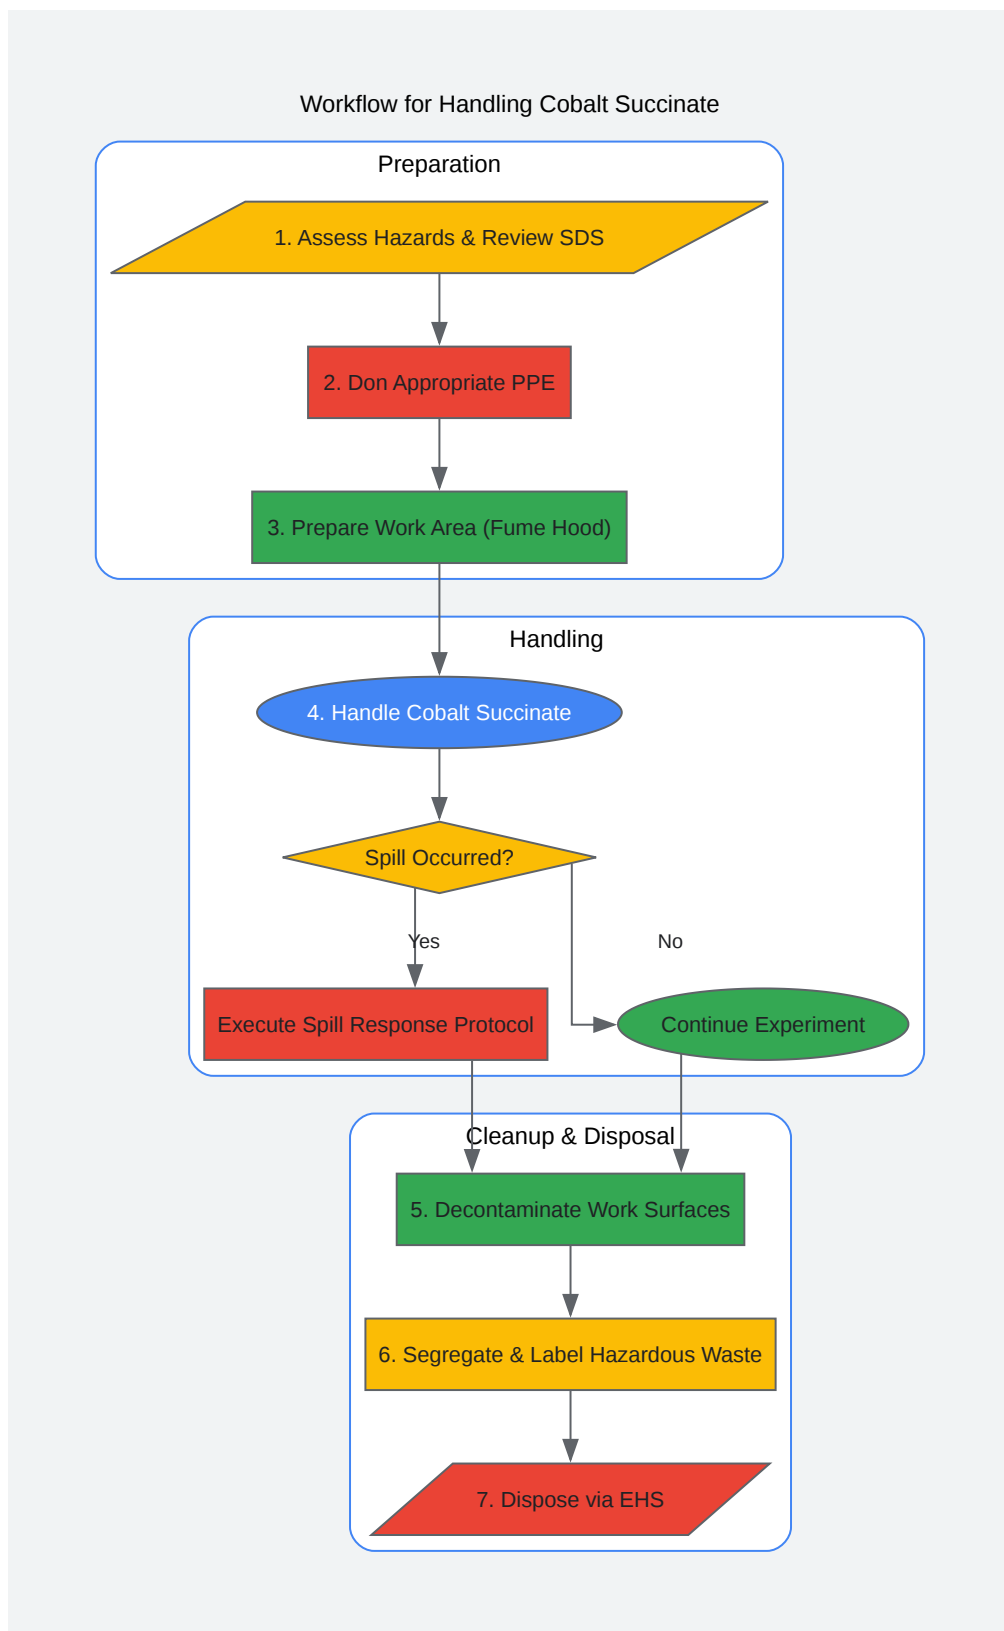 Workflow for Handling Cobalt Succinate
Preparation
1. Assess Hazards & Review SDS
2. Don Appropriate PPE
3. Prepare Work Area (Fume Hood)
Handling
4. Handle Cobalt Succinate
Spill Occurred?
Yes
No
Execute Spill Response Protocol
Continue Experiment
Cleanup & Disposal
5. Decontaminate Work Surfaces
6. Segregate & Label Hazardous Waste
7. Dispose via EHS